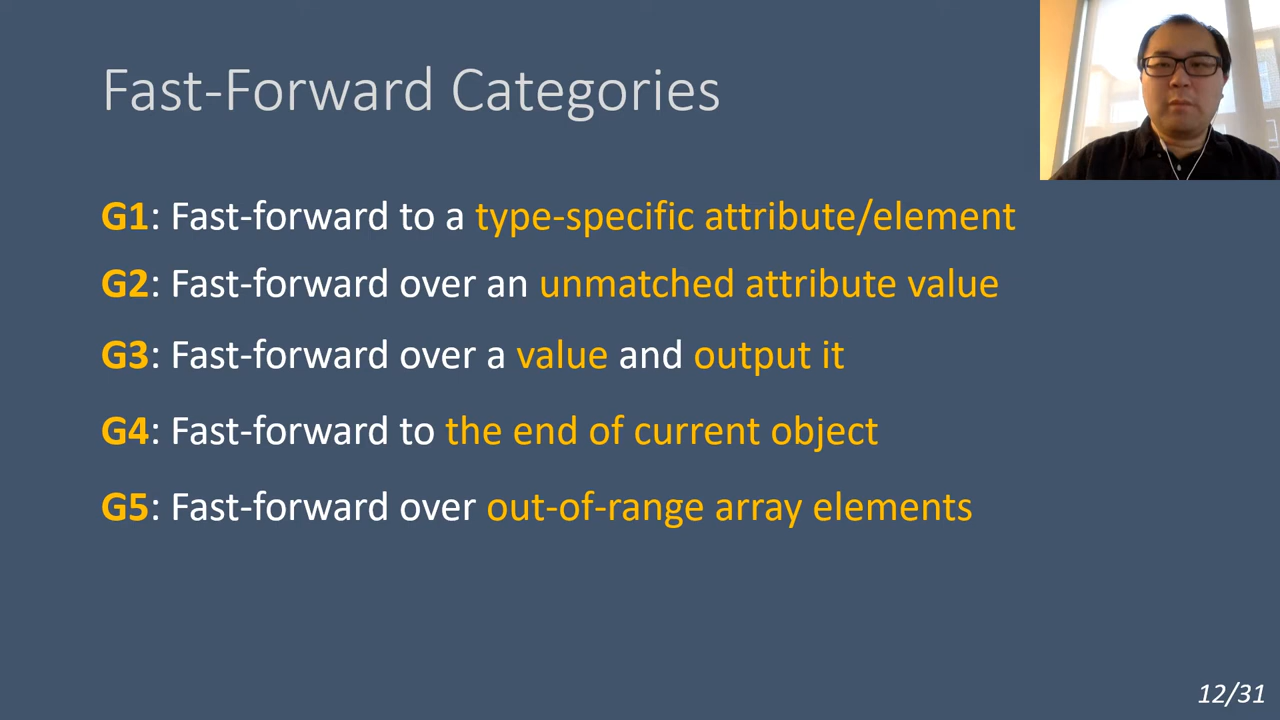 Fast-Forward Categories
G1: Fast-forward to a type-specific attribute/element
G2: Fast-forward over an unmatched attribute value
G3: Fast-forward over a value and output it
G4: Fast-forward to the end of current object
G5: Fast-forward over out-of-range array elements
12/31